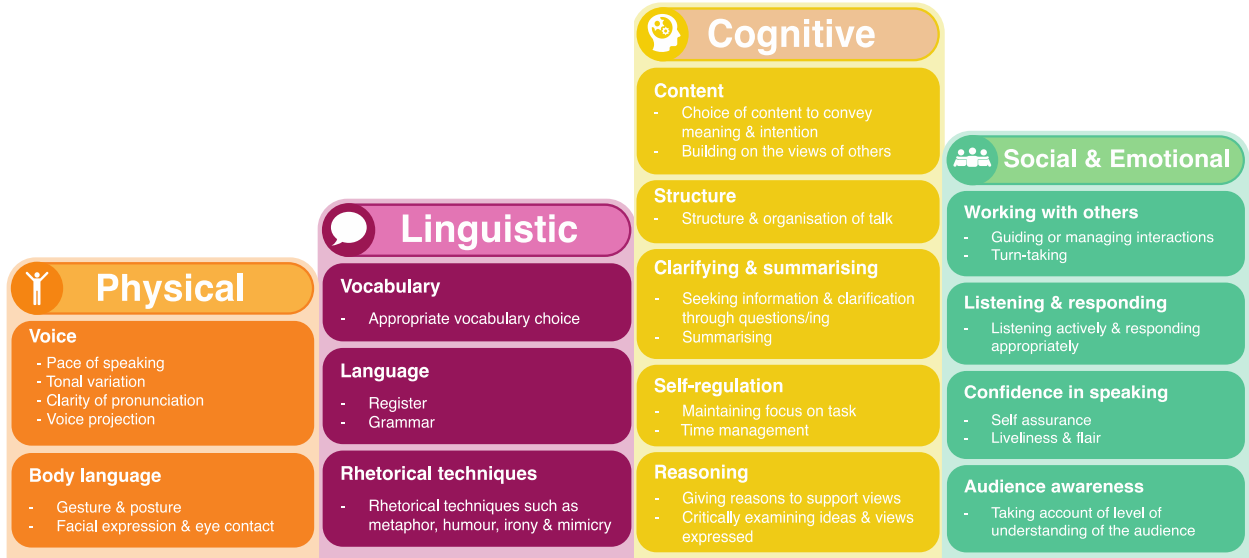 Physical
Voice
- Pace of speaking
- Tonal variation
- Clarity of pronunciation
- Voice projection
Body language
- Gesture & posture
- Facial expression & eye contact
Linguistic
Vocabulary
- Appropriate vocabulary choice
Language
- Register
- Grammar
Rhetorical techniques
- Rhetorical techniques such as
metaphor, humour, irony & mimicry
Cognitive
Content
- Choice of content to convey
meaning & intention
- Building on the views of others
Structure
- Structure & organisation of talk
Clarifying & summarising
- Seeking information & clarification
through questions/ing
- Summarising
Self-regulation
- Maintaining focus on task
- Time management
Reasoning
- Giving reasons to support views
- Critically examining ideas & views
expressed
Social & Emotional
Working with others
- Guiding or managing interactions
- Turn-taking
Listening & responding
- Listening actively & responding
appropriately
Confidence in speaking
- Self assurance
- Liveliness & flair
Audience awareness
- Taking account of level of
understanding of the audience